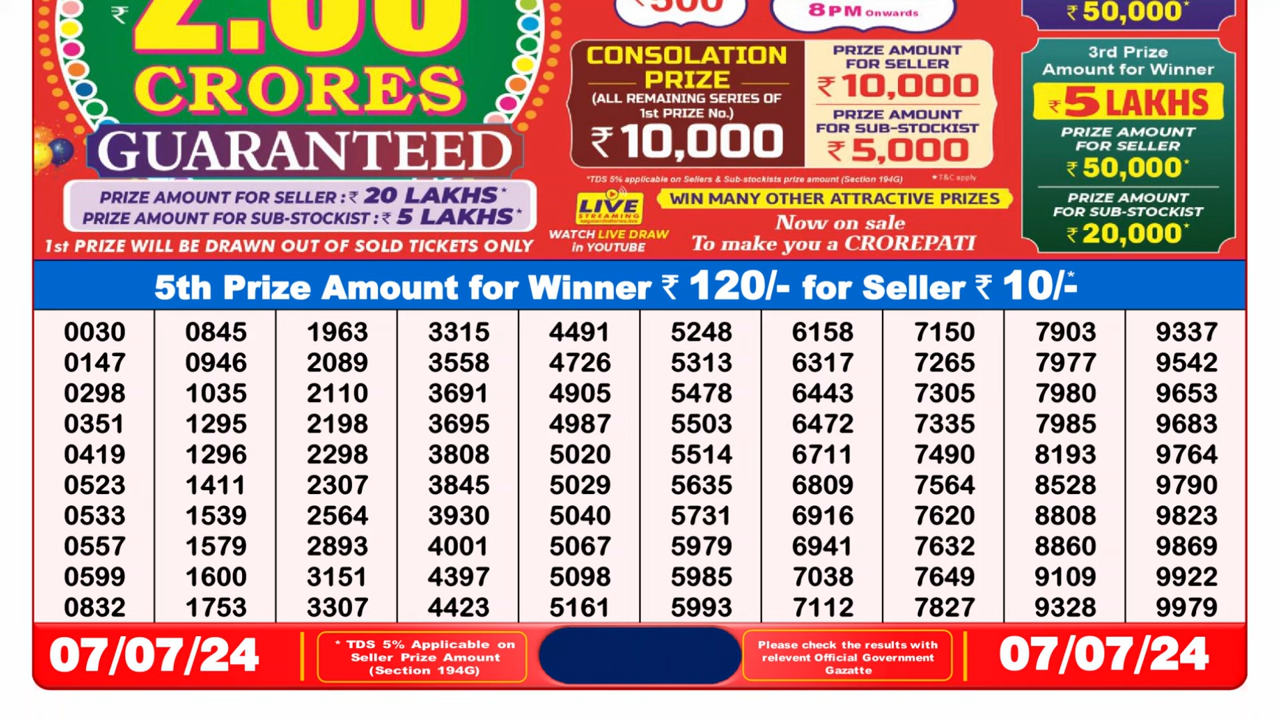 ₹ 2.00
CRORES
GUARANTEED
PRIZE AMOUNT FOR SELLER :₹ 20 LAKHS*
PRIZE AMOUNT FOR SUB-STOCKIST :₹ 5 LAKHS*
1st PRIZE WILL BE DRAWN OUT OF SOLD TICKETS ONLY
₹500
8PM Onwards
CONSOLATION
PRIZE
(ALL REMAINING SERIES OF
1st PRIZE No.)
₹ 10,000
PRIZE AMOUNT
FOR SELLER
₹ 10,000
PRIZE AMOUNT
FOR SUB-STOCKIST
₹ 5,000
*TDS 5% applicable on Sellers & Sub-stockists prize amount (Section 194G)
*T&C apply
LIVE
STREAMING
WATCH LIVE DRAW
in YOUTUBE
WIN MANY OTHER ATTRACTIVE PRIZES
Now on sale
To make you a CROREPATI
₹ 50,000*
3rd Prize
Amount for Winner
₹ 5 LAKHS
PRIZE AMOUNT
FOR SELLER
₹ 50,000*
PRIZE AMOUNT
FOR SUB-STOCKIST
₹ 20,000*
5th Prize Amount for Winner ₹ 120/- for Seller ₹ 10/-*
0030 0845 1963 3315 4491 5248 6158 7150 7903 9337
0147 0946 2089 3558 4726 5313 6317 7265 7977 9542
0298 1035 2110 3691 4905 5478 6443 7305 7980 9653
0351 1295 2198 3695 4987 5503 6472 7335 7985 9683
0419 1296 2298 3808 5020 5514 6711 7490 8193 9764
0523 1411 2307 3845 5029 5635 6809 7564 8528 9790
0533 1539 2564 3930 5040 5731 6916 7620 8808 9823
0557 1579 2893 4001 5067 5979 6941 7632 8860 9869
0599 1600 3151 4397 5098 5985 7038 7649 9109 9922
0832 1753 3307 4423 5161 5993 7112 7827 9328 9979
07/07/24
* TDS 5% Applicable on
Seller Prize Amount
(Section 194G)
Please check the results with
relevent Official Government
Gazatte
07/07/24